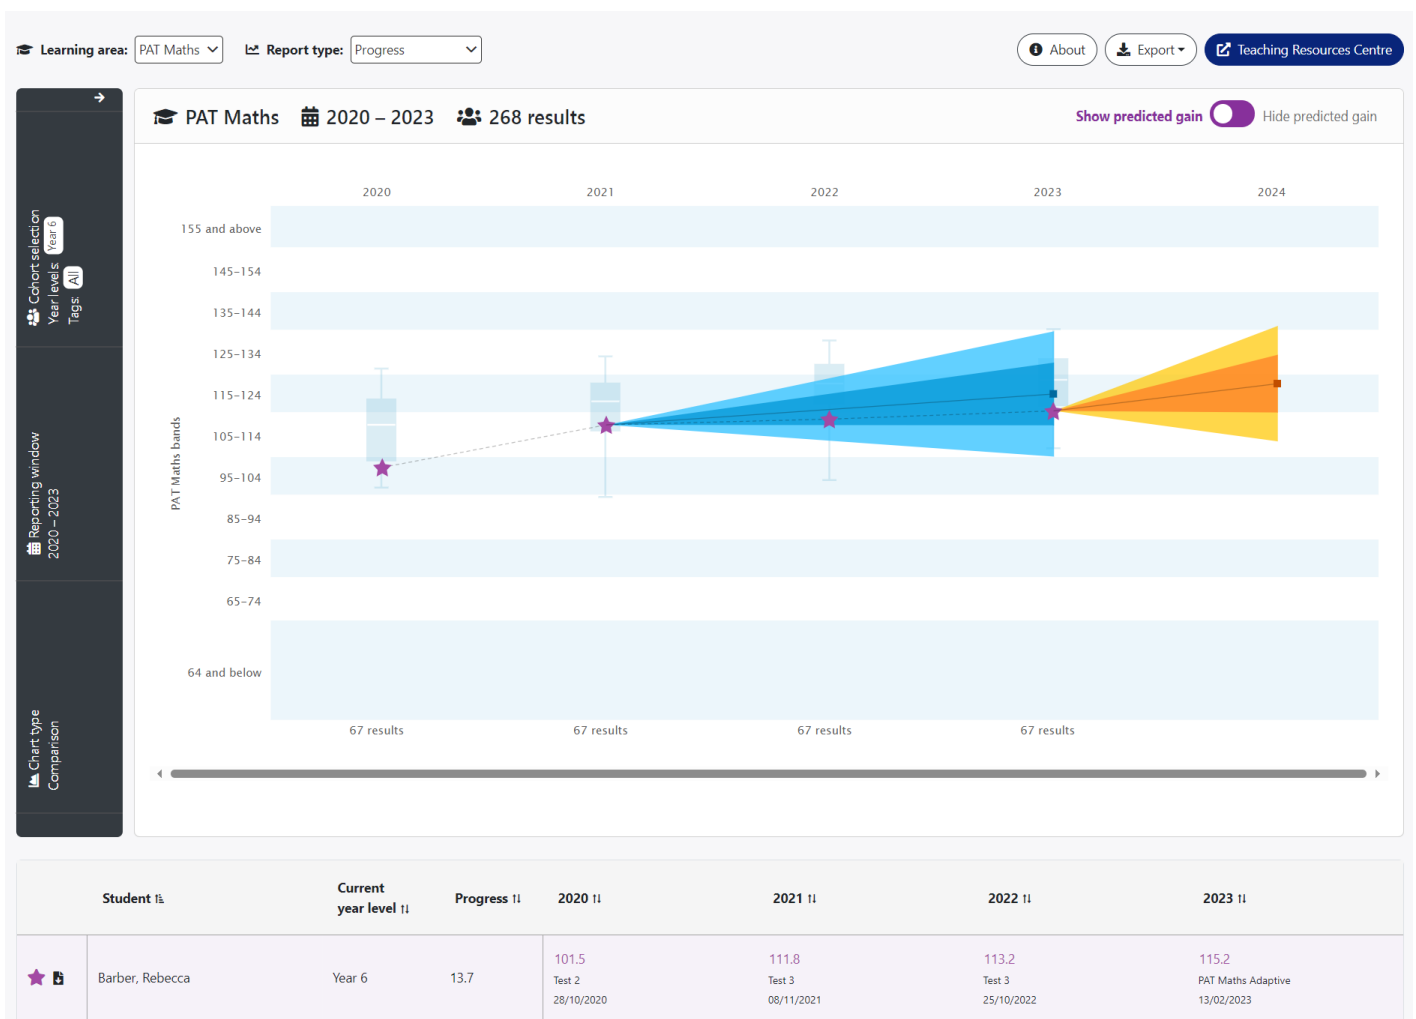 Learning area: PAT Maths Report type: Progress About Export Teaching Resources Centre
PAT Maths 2020 – 2023 268 results Show predicted gain Hide predicted gain
Cohort selection
Year levels: Year 6
Tags: All
Reporting window
2020 – 2023
Chart type
Comparison
2020 2021 2022 2023 2024
PAT Maths bands
155 and above
145–154
135–144
125–134
115–124
105–114
95–104
85–94
75–84
65–74
64 and below
67 results 67 results 67 results 67 results
Student Current year level Progress 2020 2021 2022 2023
Barber, Rebecca Year 6 13.7
101.5 111.8 113.2 115.2
Test 2 Test 3 Test 3 PAT Maths Adaptive
28/10/2020 08/11/2021 25/10/2022 13/02/2023